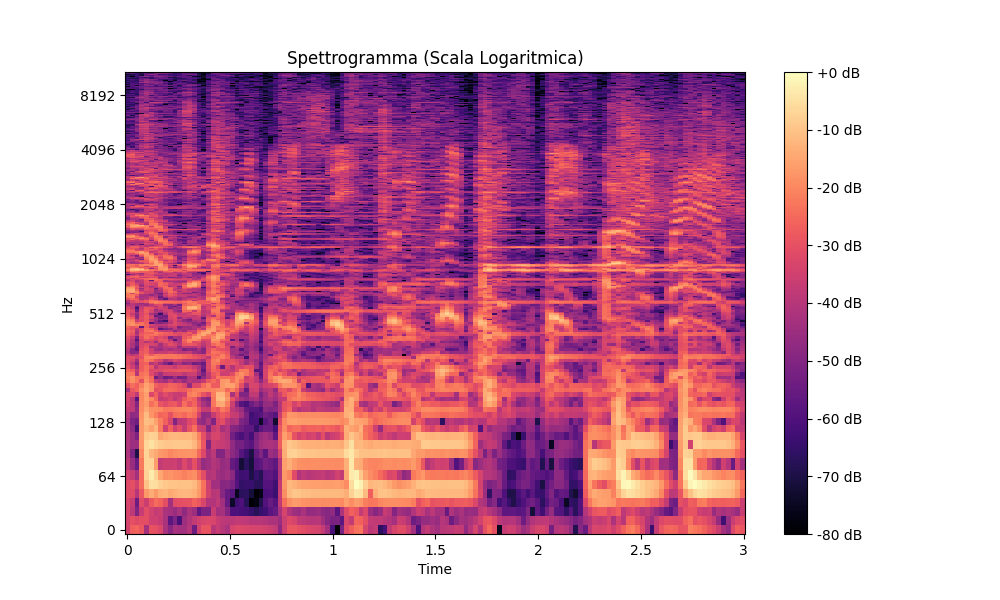 Spettrogramma (Scala Logaritmica)
8192
4096
2048
1024
512
256
128
64
0
Hz
0 0.5 1 1.5 2 2.5 3
Time
+0 dB
-10 dB
-20 dB
-30 dB
-40 dB
-50 dB
-60 dB
-70 dB
-80 dB